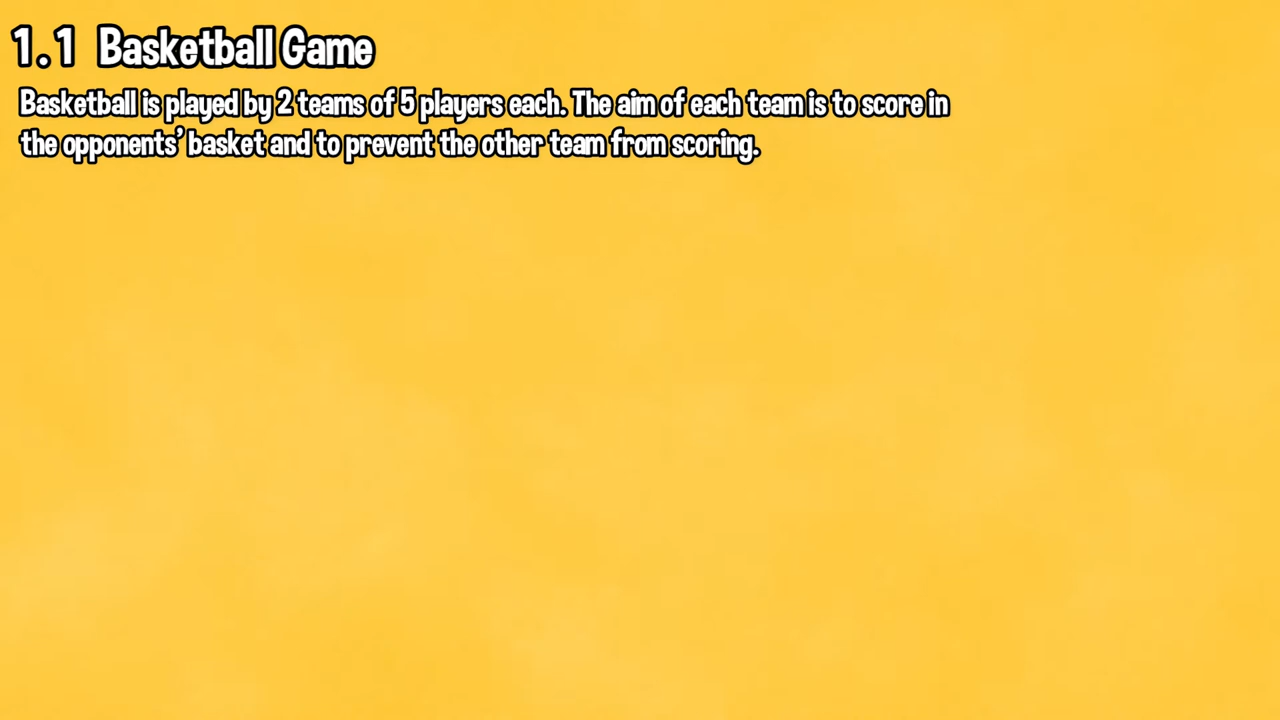 1.1 Basketball Game
Basketball is played by 2 teams of 5 players each. The aim of each team is to score in
the opponents’ basket and to prevent the other team from scoring.